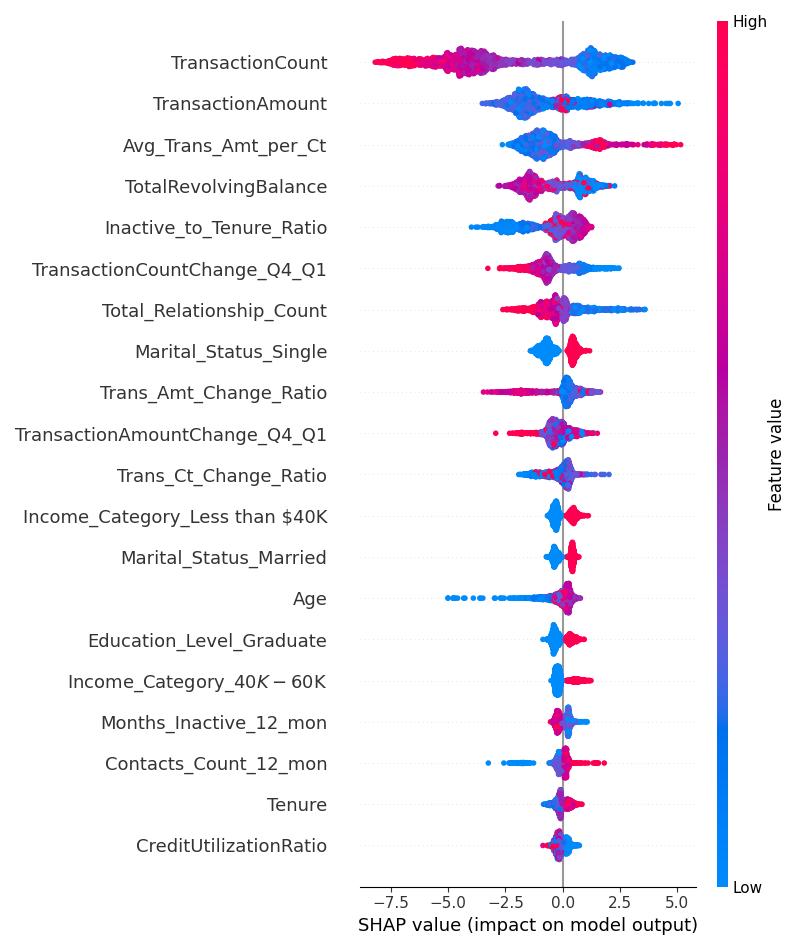 High
TransactionCount
TransactionAmount
Avg_Trans_Amt_per_Ct
TotalRevolvingBalance
Inactive_to_Tenure_Ratio
TransactionCountChange_Q4_Q1
Total_Relationship_Count
Marital_Status_Single
Trans_Amt_Change_Ratio
TransactionAmountChange_Q4_Q1
Trans_Ct_Change_Ratio
Income_Category_Less than $40K
Marital_Status_Married
Age
Education_Level_Graduate
Income_Category_40K − 60K
Months_Inactive_12_mon
Contacts_Count_12_mon
Tenure
CreditUtilizationRatio
Feature value
Low
−7.5 −5.0 −2.5 0.0 2.5 5.0
SHAP value (impact on model output)